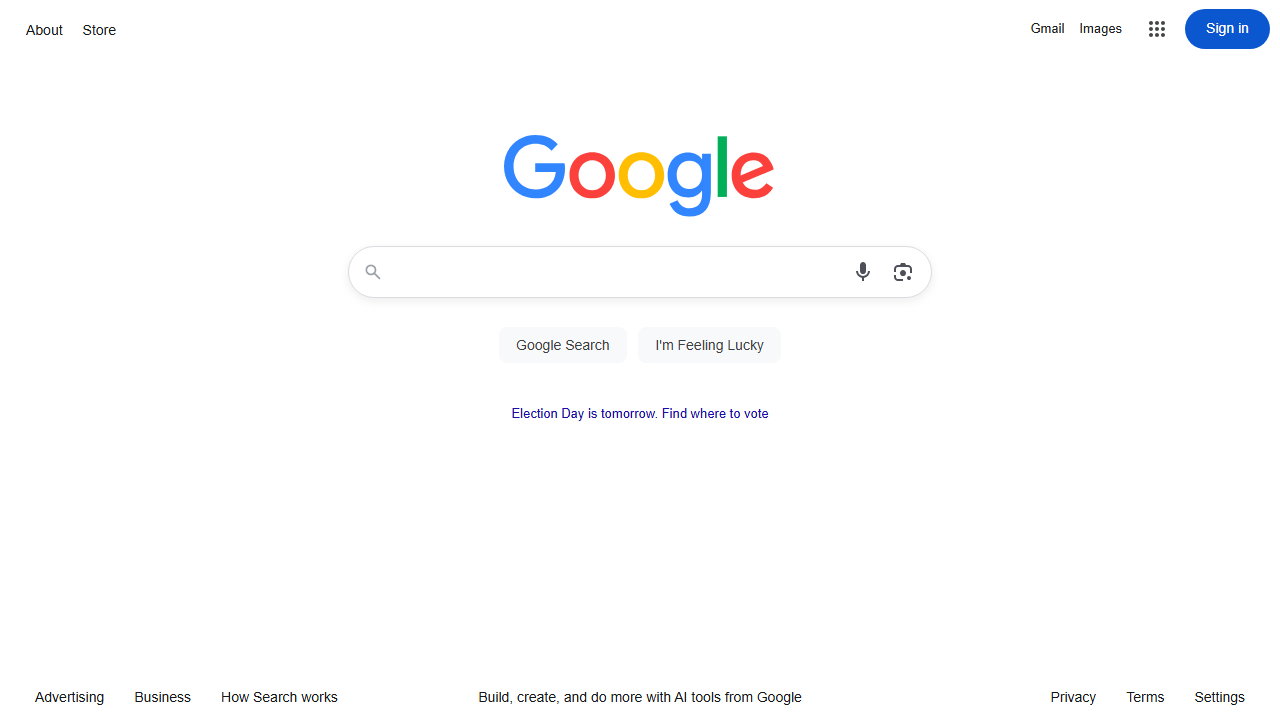 About Store
Gmail Images Sign in
Google
Google Search I'm Feeling Lucky
Election Day is tomorrow. Find where to vote
Advertising Business How Search works Build, create, and do more with AI tools from Google Privacy Terms Settings